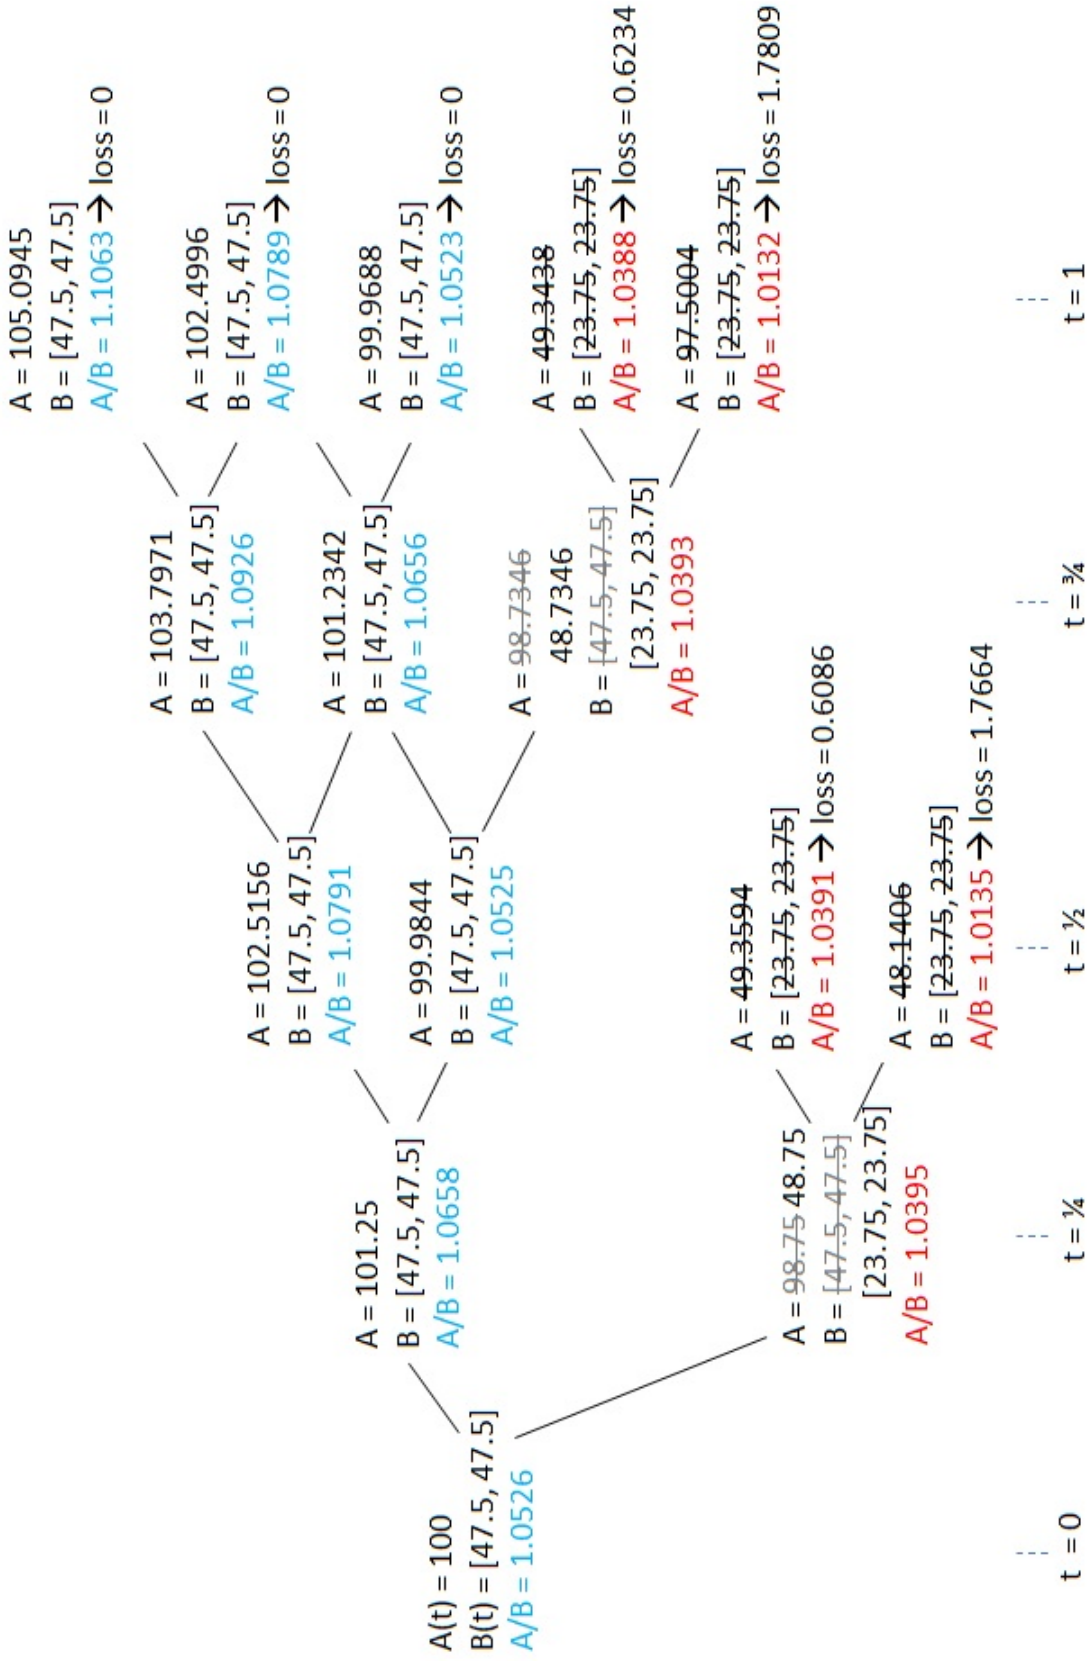 A(t) = 100
B(t) = [47.5, 47.5]
A/B = 1.0526
A = 101.25
B = [47.5, 47.5]
A/B = 1.0658
A = 98.75 48.75
B = [47.5, 47.5]
[23.75, 23.75]
A/B = 1.0395
A = 102.5156
B = [47.5, 47.5]
A/B = 1.0791
A = 99.9844
B = [47.5, 47.5]
A/B = 1.0525
A = 49.3594
B = [23.75, 23.75]
A/B = 1.0391 → loss = 0.6086
A = 48.1406
B = [23.75, 23.75]
A/B = 1.0135 → loss = 1.7664
A = 103.7971
B = [47.5, 47.5]
A/B = 1.0926
A = 101.2342
B = [47.5, 47.5]
A/B = 1.0656
A = 98.7346
48.7346
B = [47.5, 47.5]
[23.75, 23.75]
A/B = 1.0393
A = 105.0945
B = [47.5, 47.5]
A/B = 1.1063 → loss = 0
A = 102.4996
B = [47.5, 47.5]
A/B = 1.0789 → loss = 0
A = 99.9688
B = [47.5, 47.5]
A/B = 1.0523 → loss = 0
A = 49.3438
B = [23.75, 23.75]
A/B = 1.0388 → loss = 0.6234
A = 97.5004
B = [23.75, 23.75]
A/B = 1.0132 → loss = 1.7809
t = 0
t = ¼
t = ½
t = ¾
t = 1